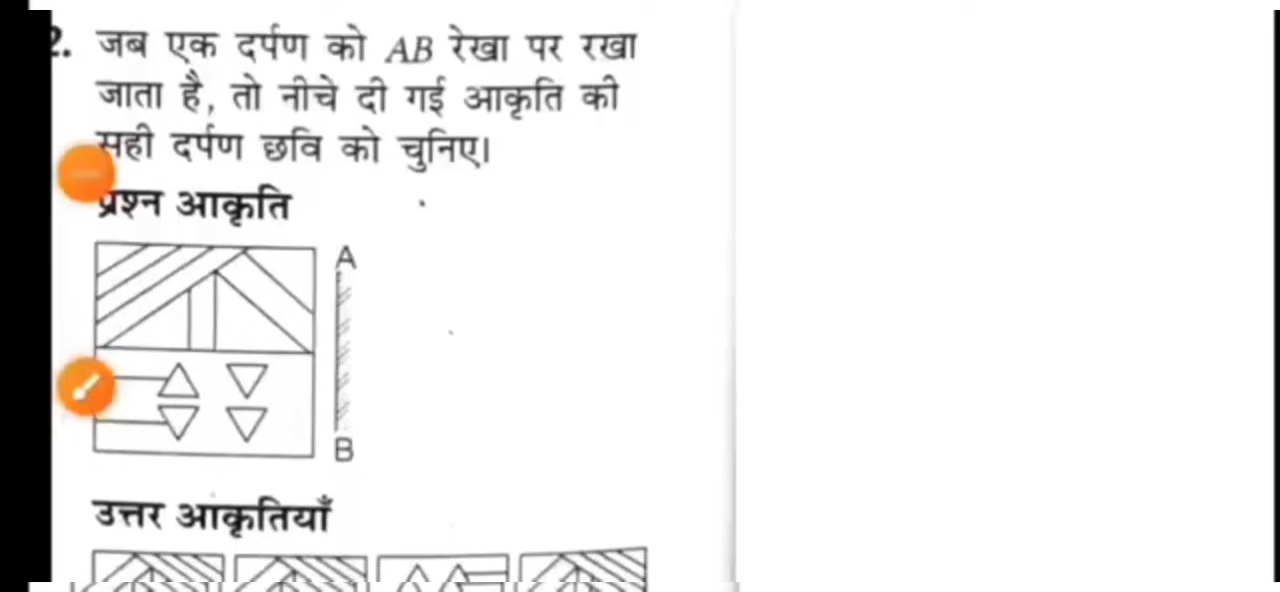 2. जब एक दर्पण को AB रेखा पर रखा
जाता है, तो नीचे दी गई आकृति की
सही दर्पण छवि को चुनिए।
प्रश्न आकृति
A
B
उत्तर आकृतियाँ